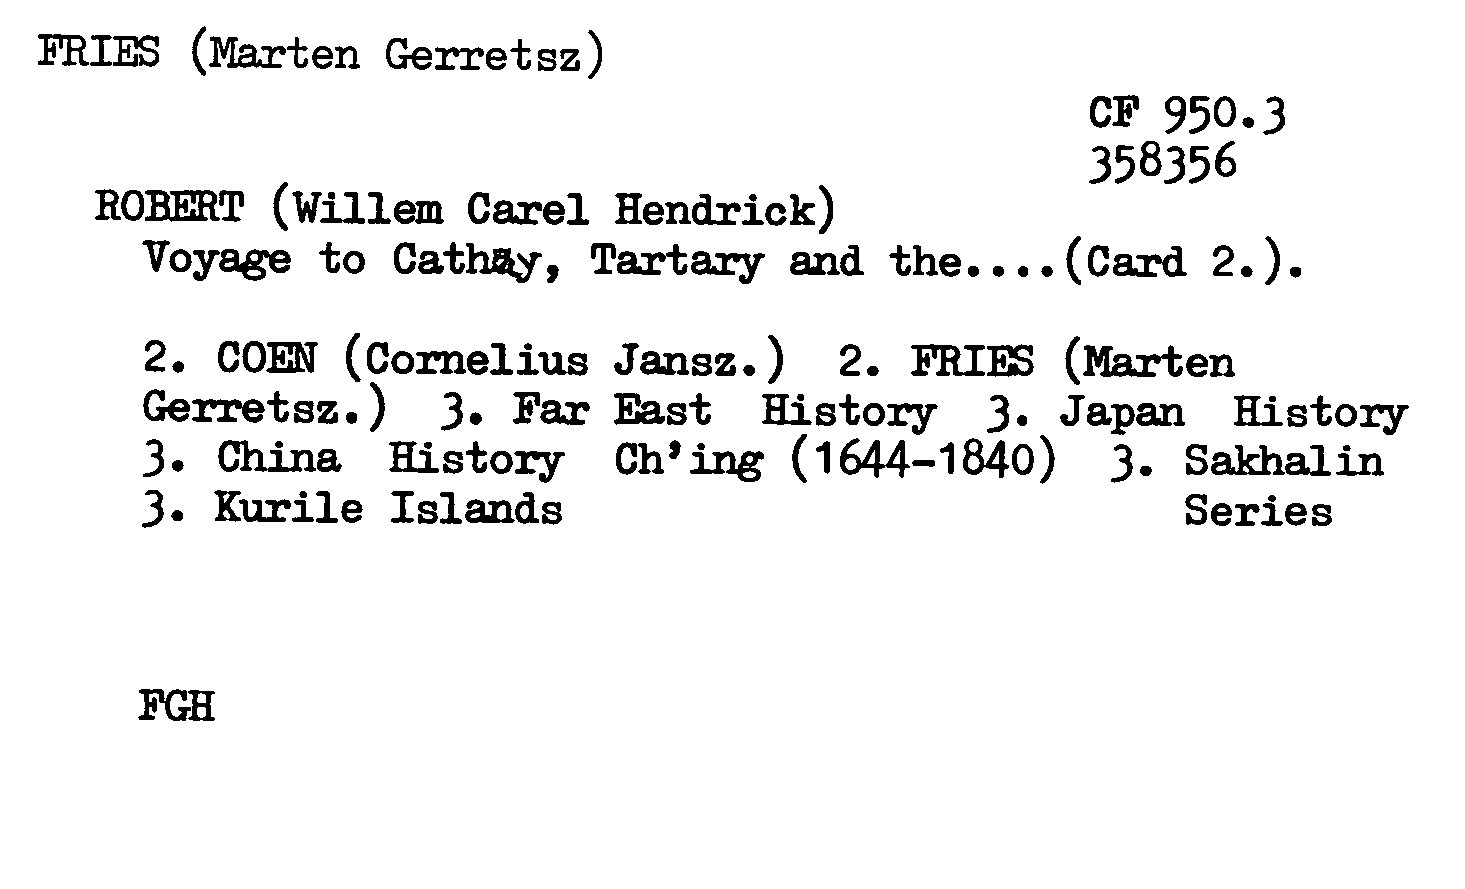 FRIES (Marten Gerretsz)
CF 950.3
358356
ROBERT (Willem Carel Hendrick)
Voyage to Cathay, Tartary and the....(Card 2.).
2. COEN (Cornelius Jansz.) 2. FRIES (Marten
Gerretsz.) 3. Far East History 3. Japan History
3. China History Ch'ing (1644-1840) 3. Sakhalin
3. Kurile Islands Series
FGH